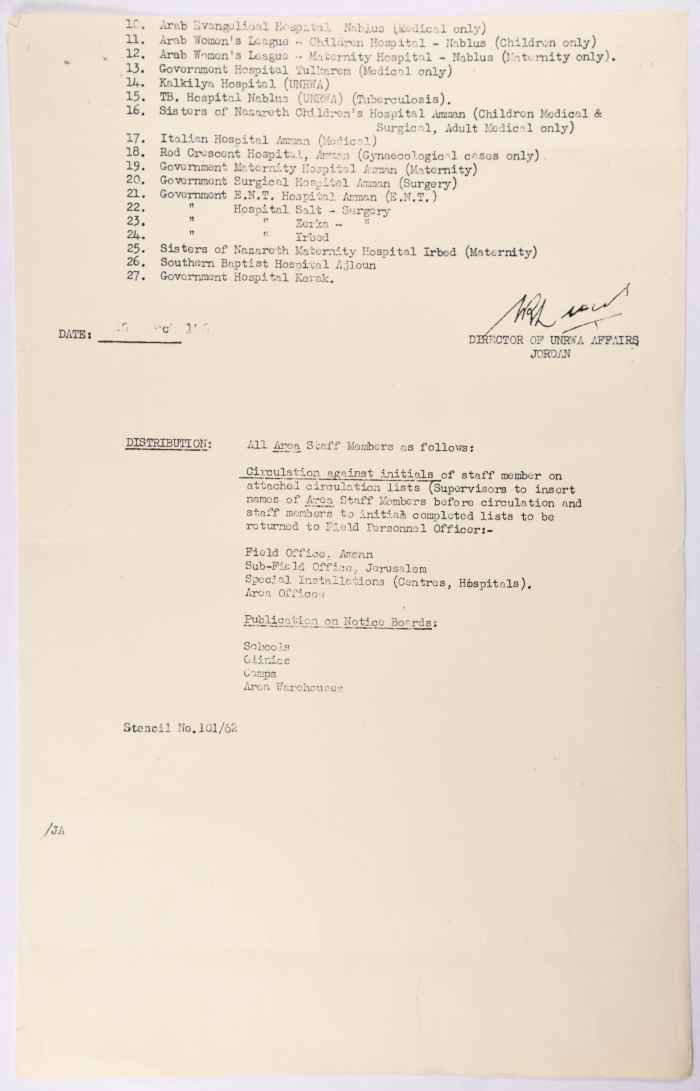 10. Arab Evangelical Hospital Nablus (Medical only)
11. Arab Women's League - Children Hospital - Nablus (Children only)
12. Arab Women's League - Maternity Hospital - Nablus (Maternity only).
13. Government Hospital Tulkarem (Medical only)
14. Kalkilya Hospital (UNRWA)
15. TB. Hospital Nablus (UNRWA) (Tuberculosis).
16. Sisters of Nazareth Children's Hospital Amman (Children Medical &
Surgical, Adult Medical only)
17. Italian Hospital Amman (Medical)
18. Red Crescent Hospital, Amman (Gynaecological cases only)
19. Government Maternity Hospital Amman (Maternity)
20. Government Surgical Hospital Amman (Surgery)
21. Government E.N.T. Hospital Amman (E.N.T.)
22. " Hospital Salt - Surgery
23. " " Zerka - "
24. " " Irbed
25. Sisters of Nazareth Maternity Hospital Irbed (Maternity)
26. Southern Baptist Hospital Ajloun
27. Government Hospital Kerak.
DATE:
DIRECTOR OF UNRWA AFFAIRS
JORDAN
DISTRIBUTION: All Area Staff Members as follows:
Circulation against initials of staff member on
attached circulation lists (Supervisors to insert
names of Area Staff Members before circulation and
staff members to initial completed lists to be
returned to Field Personnel Officer:-
Field Office, Amman
Sub-Field Office, Jerusalem
Special Installations (Centres, Hospitals).
Area Offices
Publication on Notice Boards:
Schools
Clinics
Camps
Area Warehouses
Stencil No.101/62
/JA